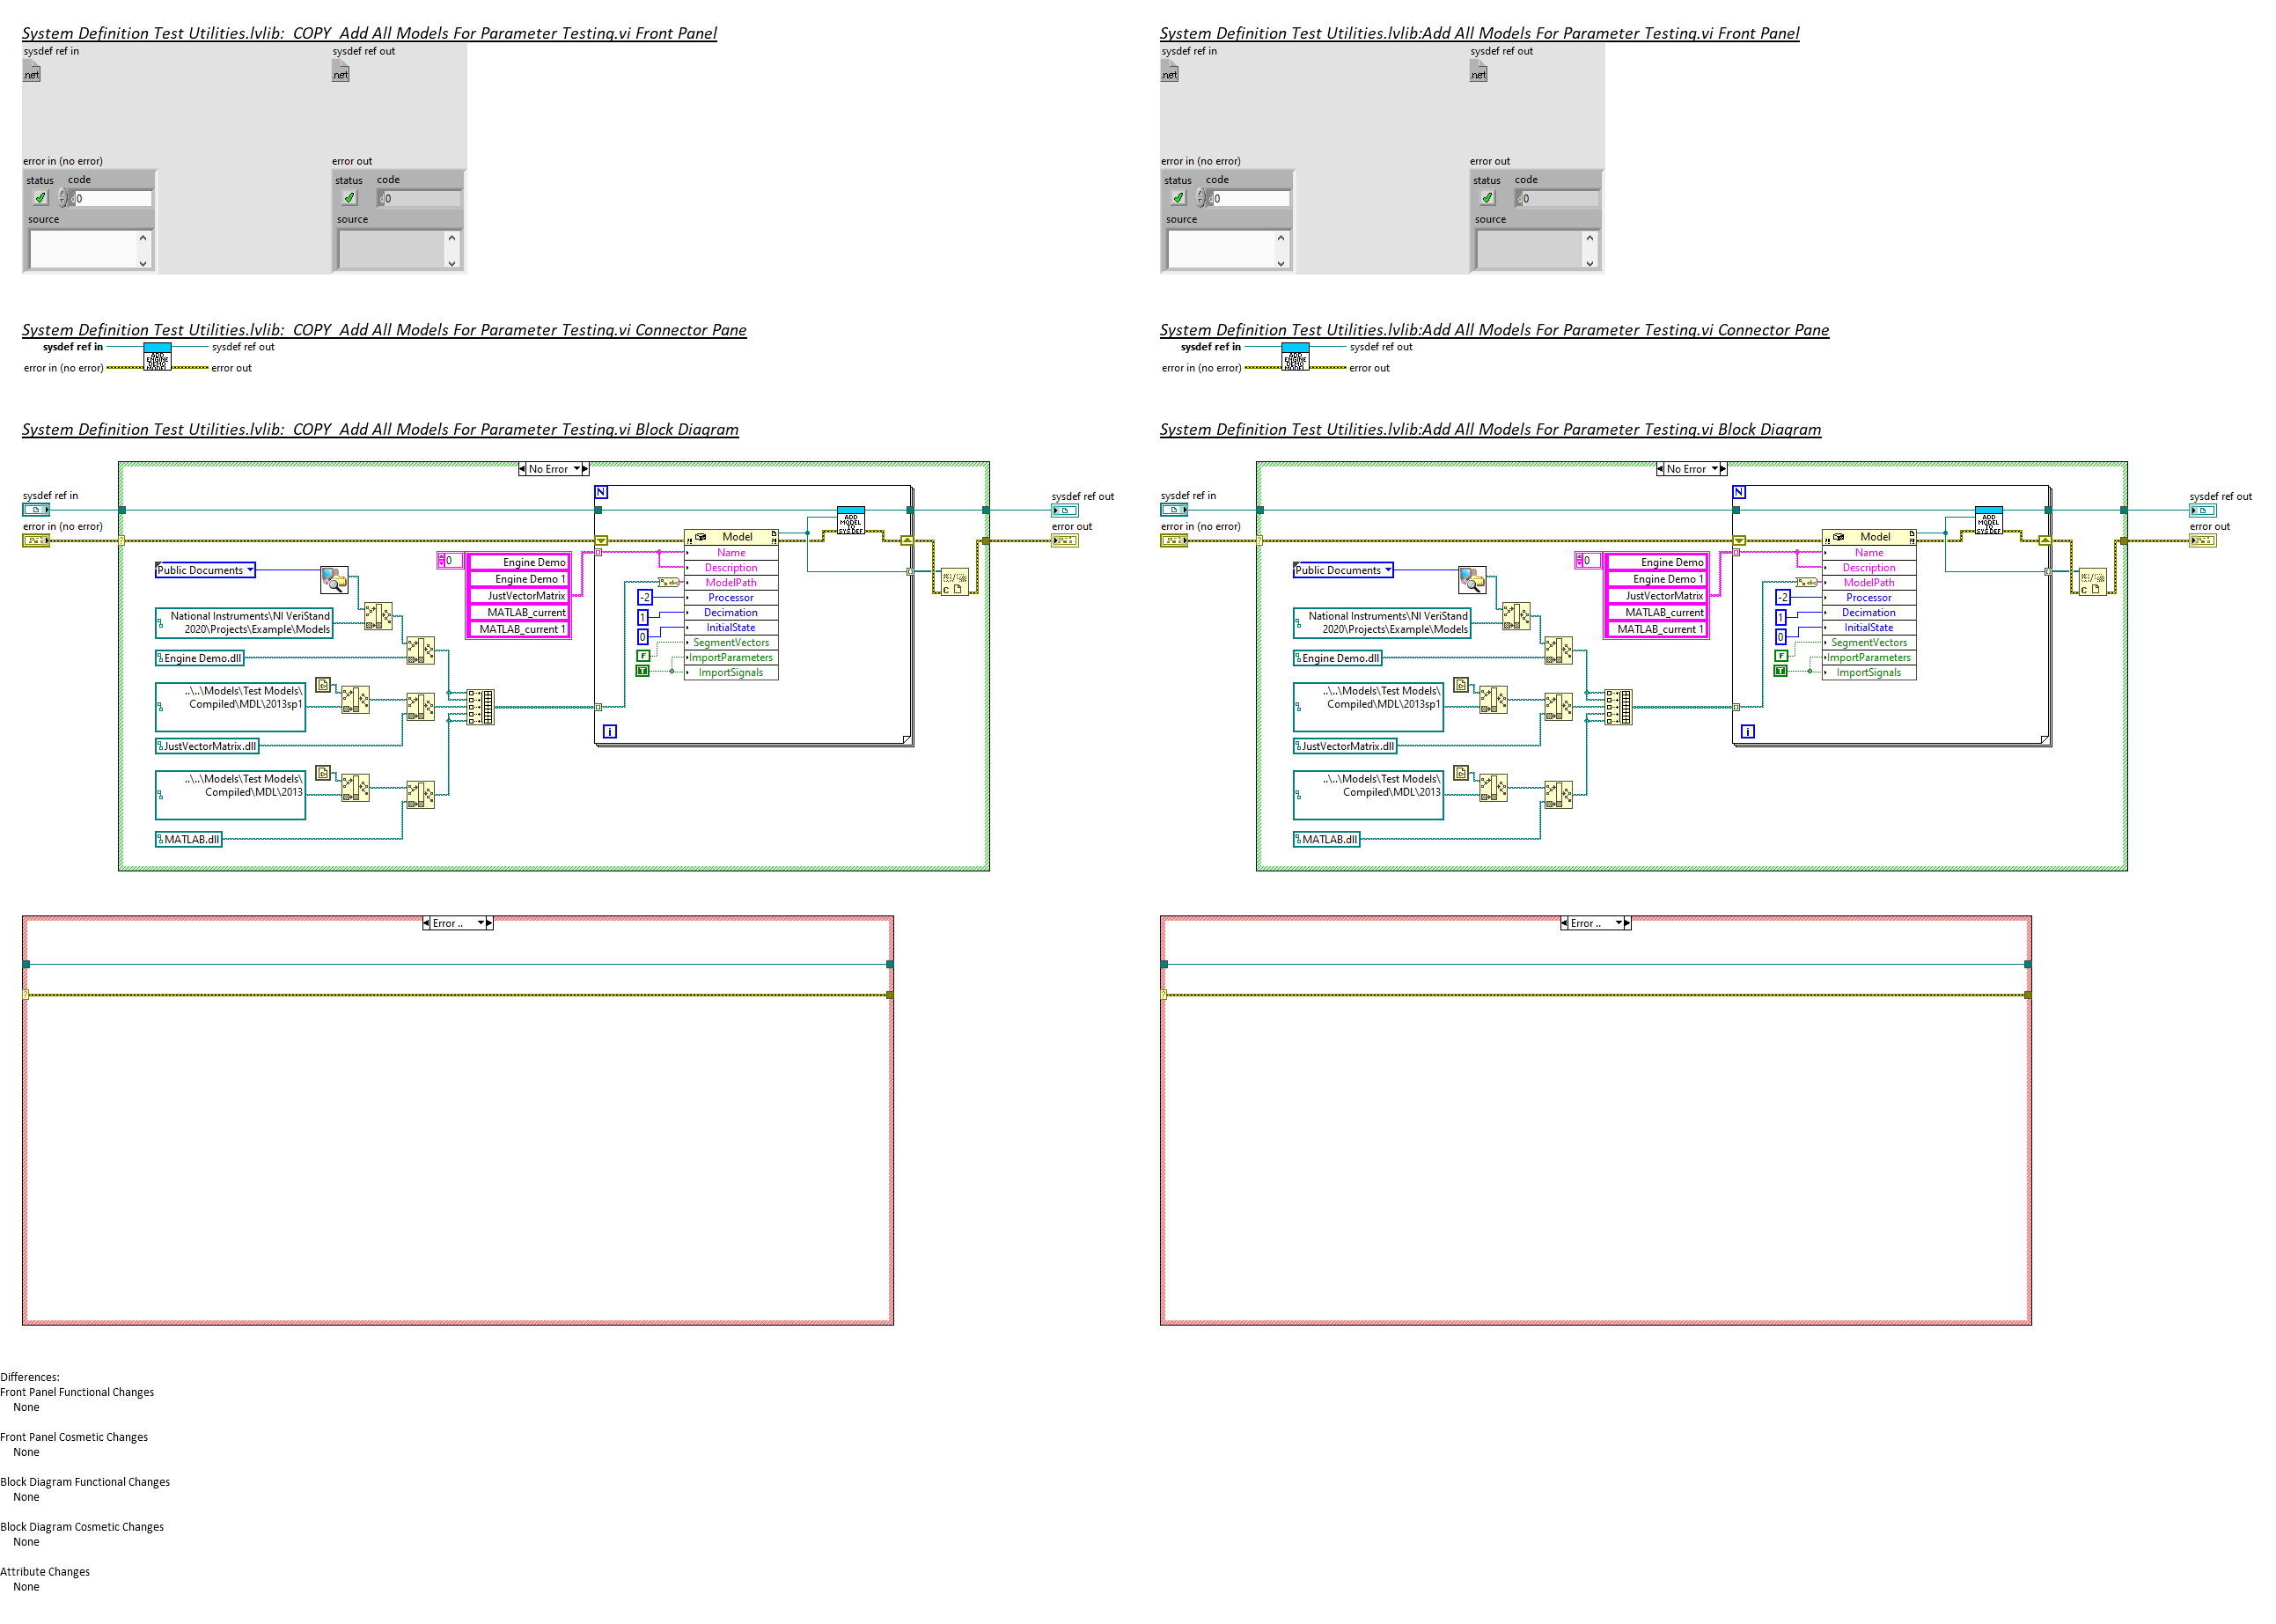 System Definition Test Utilities.lvlib:  COPY  Add All Models For Parameter Testing.vi Front Panel
sysdef ref in
sysdef ref out
.net
.net
error in (no error)
error out
status code
0
source
status code
0
source
System Definition Test Utilities.lvlib:  COPY  Add All Models For Parameter Testing.vi Connector Pane
sysdef ref in
sysdef ref out
ADD
ENGINE
DEMO
MODEL
error in (no error)
error out
System Definition Test Utilities.lvlib:  COPY  Add All Models For Parameter Testing.vi Block Diagram
No Error
sysdef ref in
error in (no error)
N
ADD
MODEL
TO
SYSDEF
sysdef ref out
error out
Model
Name
Description
ModelPath
Processor
Decimation
InitialState
SegmentVectors
ImportParameters
ImportSignals
0
Engine Demo
Engine Demo 1
JustVectorMatrix
MATLAB_current
MATLAB_current 1
-2
1
0
F
T
Public Documents
National Instruments\NI VeriStand
2020\Projects\Example\Models
Engine Demo.dll
..\..\Models\Test Models\
Compiled\MDL\2013sp1
JustVectorMatrix.dll
..\..\Models\Test Models\
Compiled\MDL\2013
MATLAB.dll
i
Error ..
System Definition Test Utilities.lvlib:Add All Models For Parameter Testing.vi Front Panel
sysdef ref in
sysdef ref out
.net
.net
error in (no error)
error out
status code
0
source
status code
0
source
System Definition Test Utilities.lvlib:Add All Models For Parameter Testing.vi Connector Pane
sysdef ref in
sysdef ref out
ADD
ENGINE
DEMO
MODEL
error in (no error)
error out
System Definition Test Utilities.lvlib:Add All Models For Parameter Testing.vi Block Diagram
No Error
sysdef ref in
error in (no error)
N
ADD
MODEL
TO
SYSDEF
sysdef ref out
error out
Model
Name
Description
ModelPath
Processor
Decimation
InitialState
SegmentVectors
ImportParameters
ImportSignals
0
Engine Demo
Engine Demo 1
JustVectorMatrix
MATLAB_current
MATLAB_current 1
-2
1
0
F
T
Public Documents
National Instruments\NI VeriStand
2020\Projects\Example\Models
Engine Demo.dll
..\..\Models\Test Models\
Compiled\MDL\2013sp1
JustVectorMatrix.dll
..\..\Models\Test Models\
Compiled\MDL\2013
MATLAB.dll
i
Error ..
Differences:
Front Panel Functional Changes
None
Front Panel Cosmetic Changes
None
Block Diagram Functional Changes
None
Block Diagram Cosmetic Changes
None
Attribute Changes
None